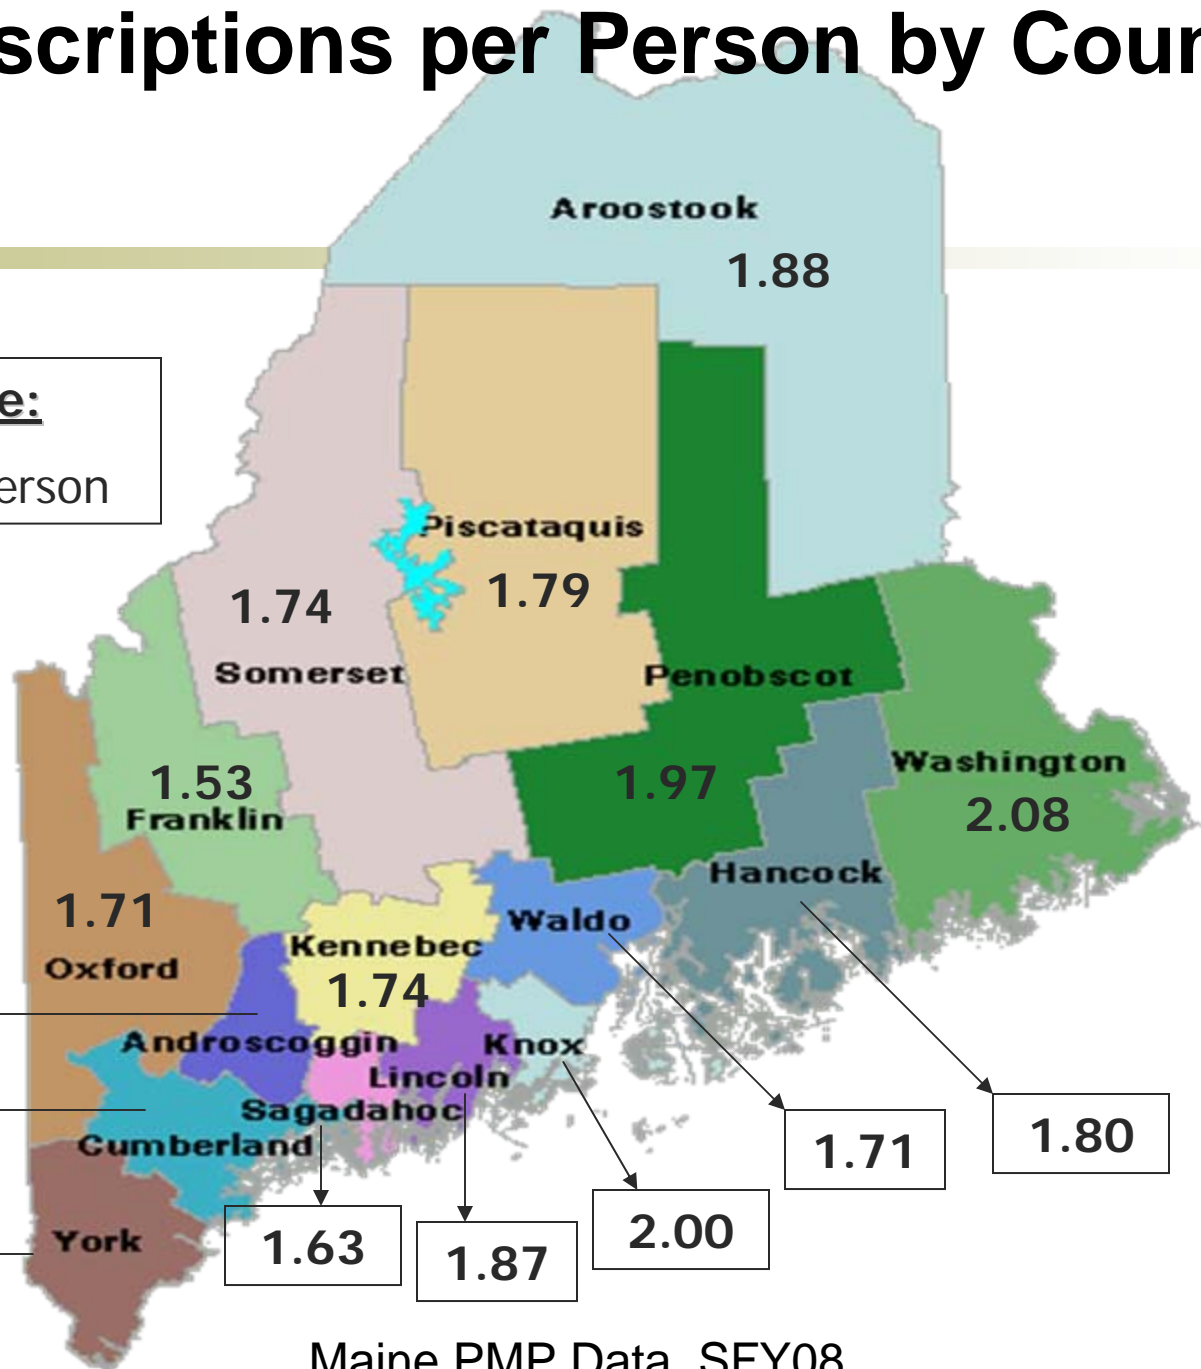 scriptions per Person by Coun
Aroostook
1.88
e:
erson
Piscataquis
1.79
1.74
Somerset
Penobscot
1.97
Washington
2.08
1.53
Franklin
Hancock
1.71
Oxford
Waldo
Kennebec
1.74
Androscoggin
Knox
Lincoln
Sagadahoc
Cumberland
York
1.63
1.87
2.00
1.71
1.80
Maine PMP Data, SFY08